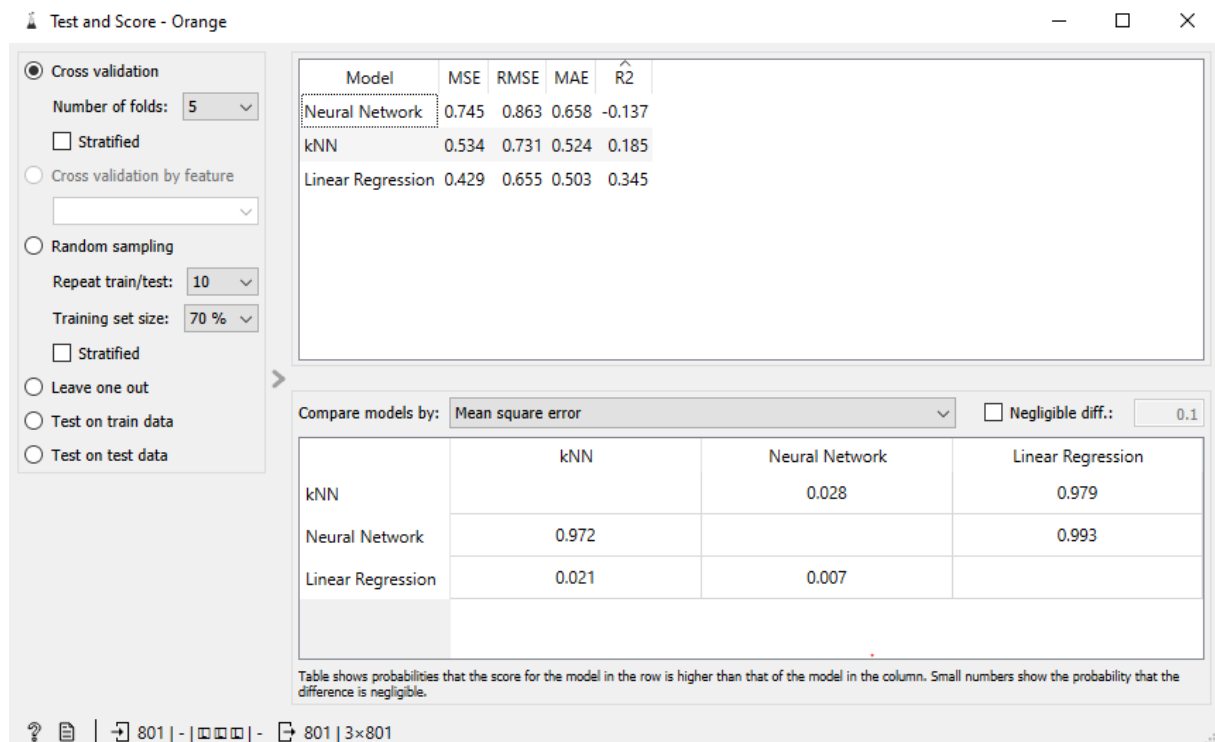 Test and Score - Orange
Cross validation
Number of folds: 5
Stratified
Cross validation by feature
Random sampling
Repeat train/test: 10
Training set size: 70 %
Stratified
Leave one out
Test on train data
Test on test data
Model MSE RMSE MAE R2
Neural Network 0.745 0.863 0.658 -0.137
kNN 0.534 0.731 0.524 0.185
Linear Regression 0.429 0.655 0.503 0.345
Compare models by: Mean square error Negligible diff.: 0.1
kNN Neural Network Linear Regression
kNN 0.028 0.979
Neural Network 0.972 0.993
Linear Regression 0.021 0.007
Table shows probabilities that the score for the model in the row is higher than that of the model in the column. Small numbers show the probability that the
difference is negligible.
? 801 | - | | - 801 | 3×801